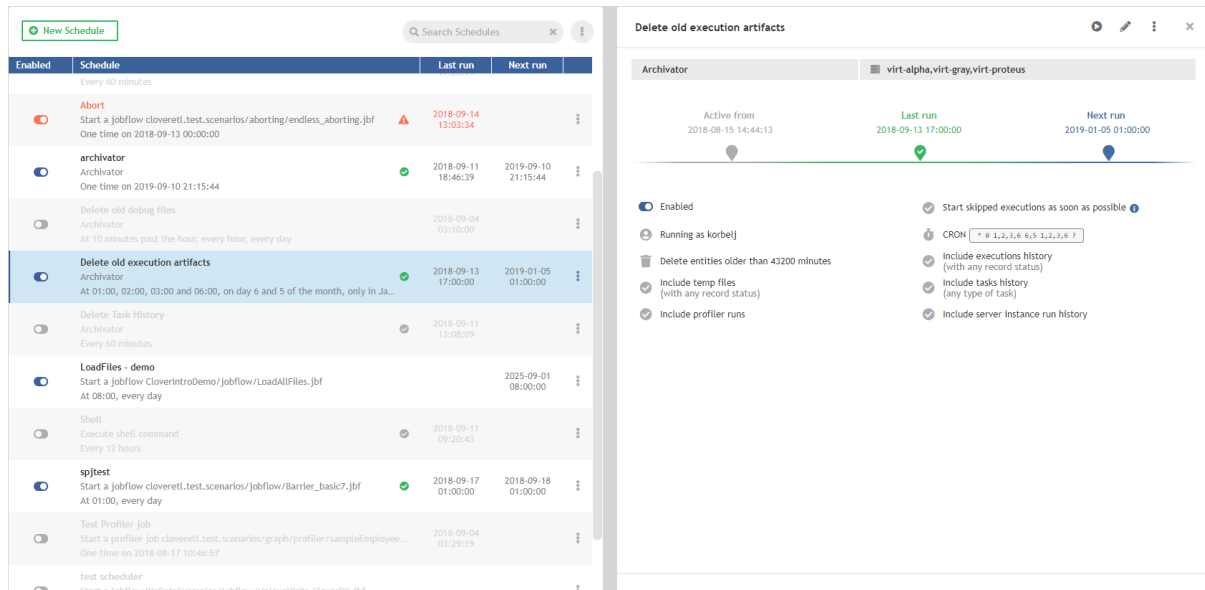 New Schedule
Search Schedules
Enabled Schedule Last run Next run
Every 60 minutes
Abort
Start a jobflow cloveretl.test.scenarios/aborting/endless_aborting.jbf
One time on 2018-09-13 00:00:00
2018-09-14
13:03:34
archivator
Archivator
One time on 2019-09-10 21:15:44
2018-09-11
18:46:39
2019-09-10
21:15:44
Delete old debug files
Archivator
At 10 minutes past the hour, every hour, every day
2018-09-04
03:10:00
Delete old execution artifacts
Archivator
At 01:00, 02:00, 03:00 and 06:00, on day 6 and 5 of the month, only in Ja...
2018-09-13
17:00:00
2019-01-05
01:00:00
Delete Task History
Archivator
Every 60 minutes
2018-09-11
13:08:09
LoadFiles - demo
Start a jobflow CloverIntroDemo/jobflow/LoadAllFiles.jbf
At 08:00, every day
2025-09-01
08:00:00
Shell
Execute shell command
Every 12 hours
2018-09-11
09:20:43
spjtest
Start a jobflow cloveretl.test.scenarios/jobflow/Barrier_basic7.jbf
At 01:00, every day
2018-09-17
01:00:00
2018-09-18
01:00:00
Test Profiler job
Start a profiler job cloveretl.test.scenarios/graph/profiler/sampleEmployee...
One time on 2018-08-17 10:46:57
2018-09-04
03:29:19
test scheduler
Delete old execution artifacts
Archivator virt-alpha,virt-gray,virt-proteus
Active from
2018-08-15 14:44:13
Last run
2018-09-13 17:00:00
Next run
2019-01-05 01:00:00
Enabled
Start skipped executions as soon as possible
Running as korbelj
CRON * 0 1,2,3,6 6,5 1,2,3,6 ?
Delete entities older than 43200 minutes
Include executions history
(with any record status)
Include temp files
(with any record status)
Include tasks history
(any type of task)
Include profiler runs
Include server instance run history